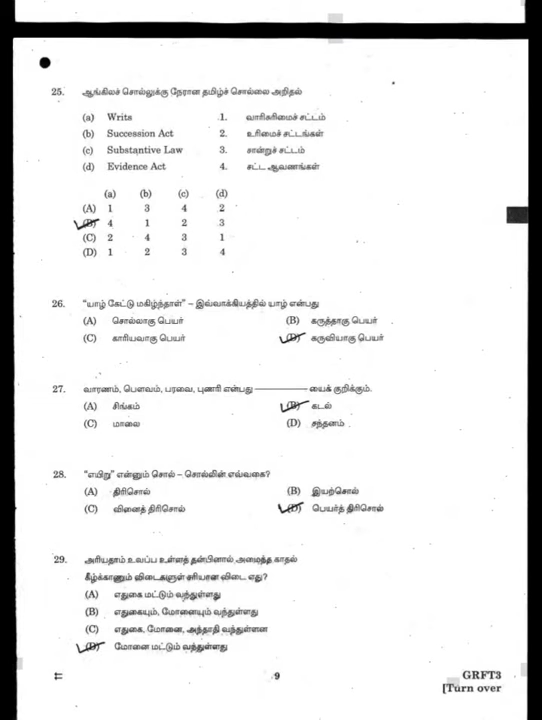 25. ஆங்கிலச் சொல்லுக்கு நேரான தமிழ்ச் சொல்லை அறிதல்
(a) Writs 1. வாரிசுரிமைச் சட்டம்
(b) Succession Act 2. உரிமைச் சட்டங்கள்
(c) Substantive Law 3. சான்றுச் சட்டம்
(d) Evidence Act 4. சட்ட ஆவணங்கள்
(a) (b) (c) (d)
(A) 1 3 4 2
(B) 4 1 2 3
(C) 2 4 3 1
(D) 1 2 3 4
26. "யாழ் கேட்டு மகிழ்ந்தாள்" – இவ்வாக்கியத்தில் யாழ் என்பது
(A) சொல்லாகு பெயர் (B) கருத்தாகு பெயர்
(C) காரியவாகு பெயர் (D) கருவியாகு பெயர்
27. வாரணம், பௌவம், பரவை, புணரி என்பது ———— யைக் குறிக்கும்.
(A) சிங்கம் (B) கடல்
(C) மாலை (D) சந்தனம்
28. "எயிறு" என்னும் சொல் – சொல்லின் எவ்வகை?
(A) திரிசொல் (B) இயற்சொல்
(C) வினைத் திரிசொல் (D) பெயர்த் திரிசொல்
29. அரியதாம் உவப்ப உள்ளத் தன்பினால் அமைத்த காதல்
கீழ்க்காணும் விடைகளுள் சரியான விடை எது?
(A) எதுகை மட்டும் வந்துள்ளது
(B) எதுகையும், மோனையும் வந்துள்ளது
(C) எதுகை, மோனை, அந்தாதி வந்துள்ளன
(D) மோனை மட்டும் வந்துள்ளது
9 GRFT3
[Turn over